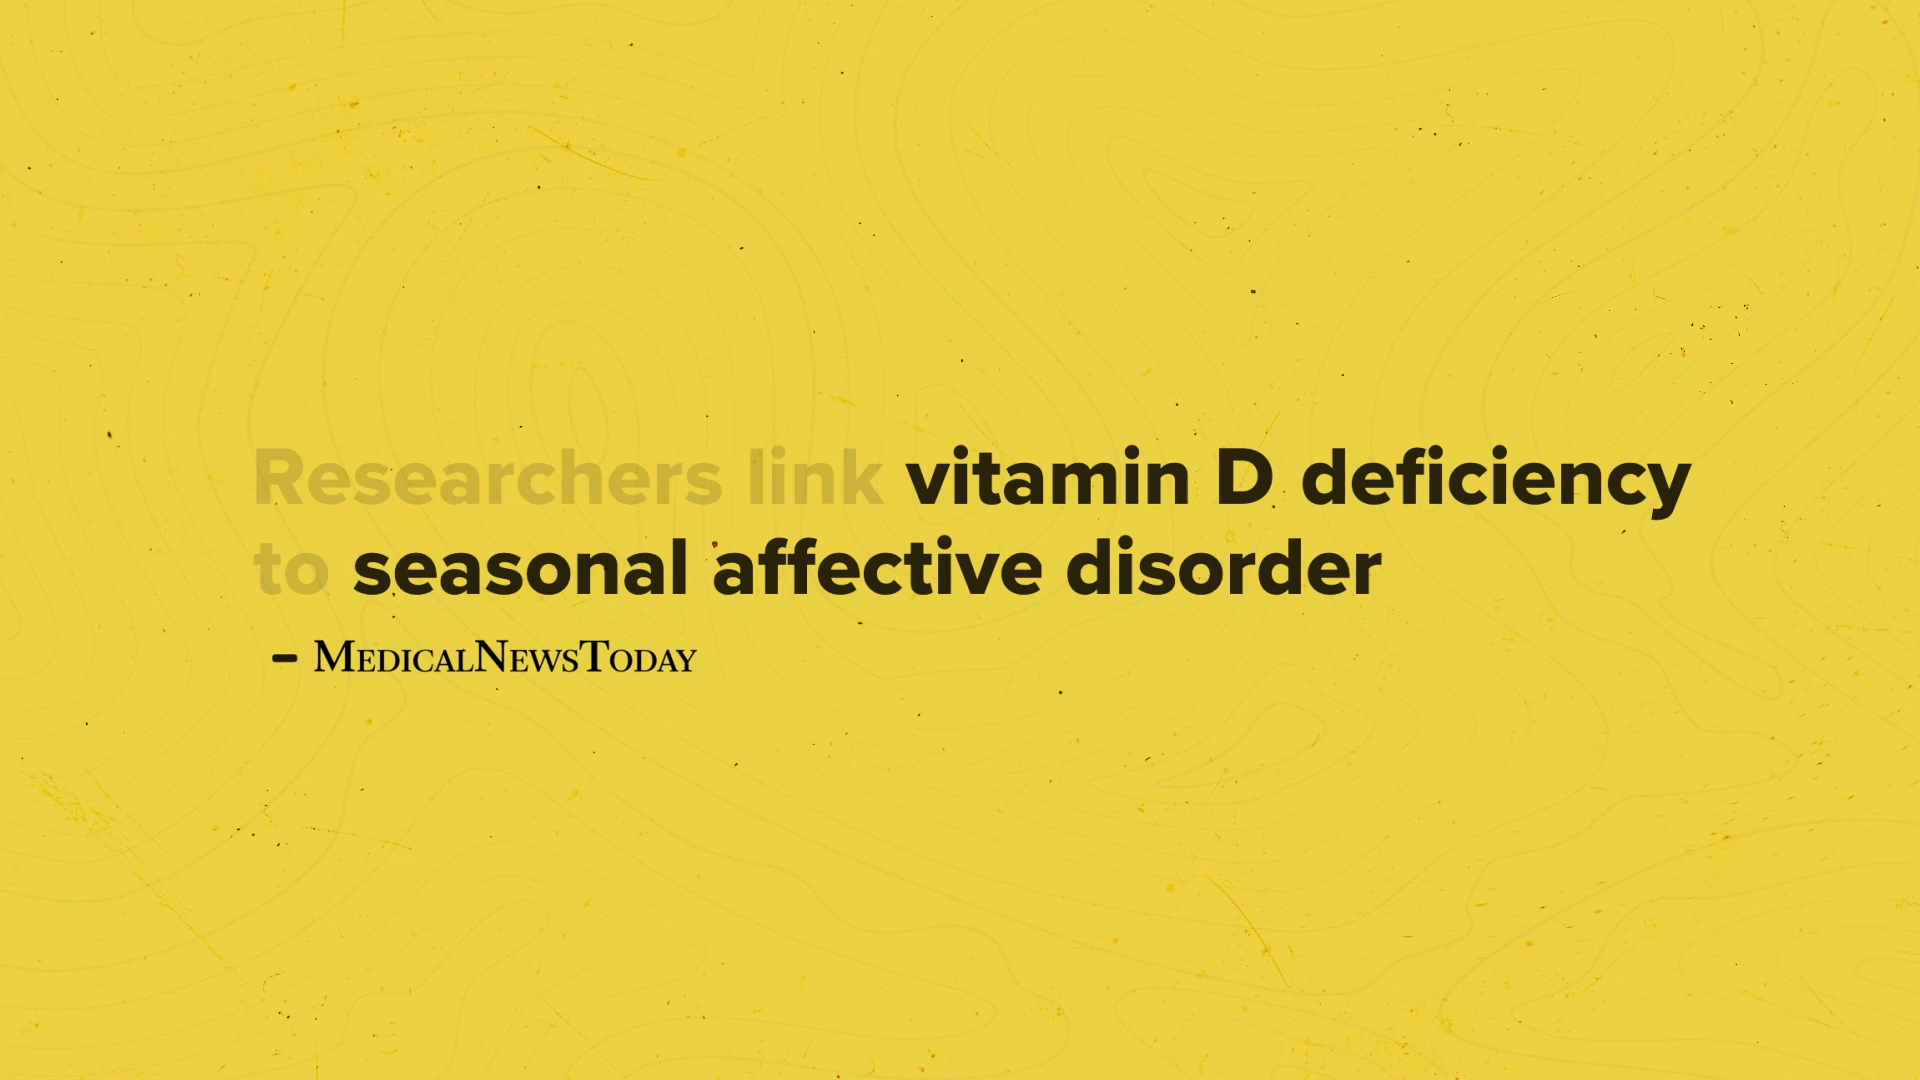 Researchers link vitamin D deficiency
to seasonal affective disorder
– MedicalNewsToday